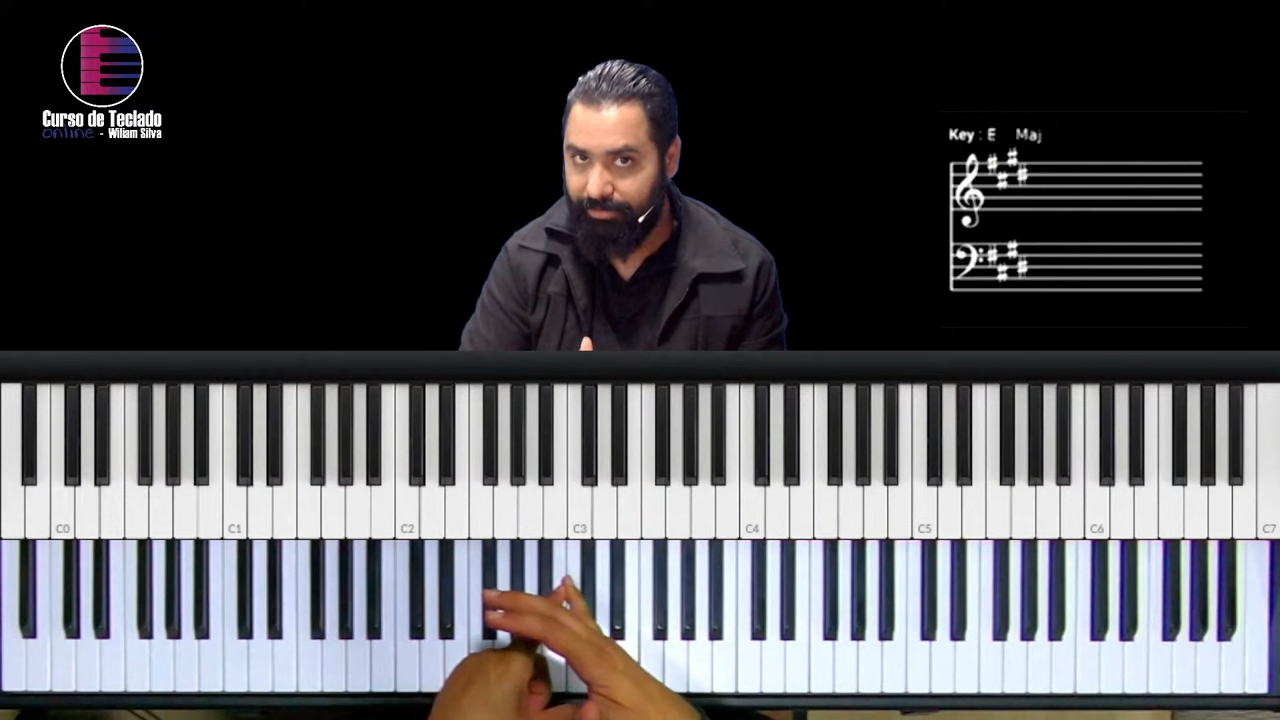 Curso de Teclado
online - Wiliam Silva
Key : E Maj
C0 C1 C2 C3 C4 C5 C6 C7